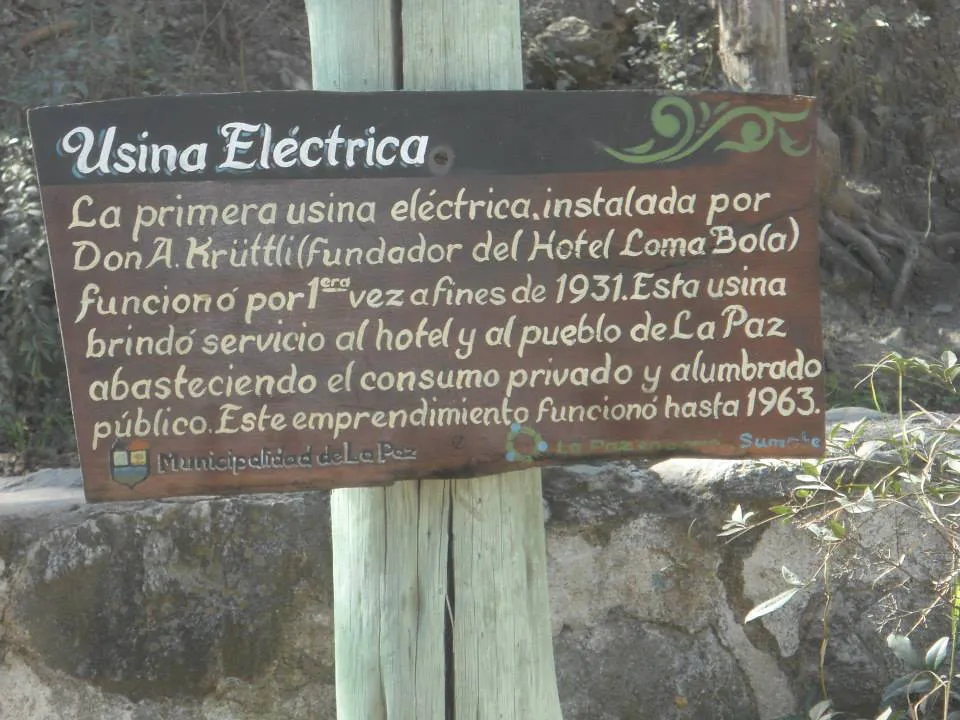 Usina Eléctrica
La primera usina eléctrica, instalada por
Don A. Krüttli (fundador del Hotel Loma Bola)
funcionó por 1era vez a fines de 1931. Esta usina
brindó servicio al hotel y al pueblo de La Paz
abasteciendo el consumo privado y alumbrado
público. Este emprendimiento funcionó hasta 1963.
Municipalidad de La Paz
La Paz Sumate